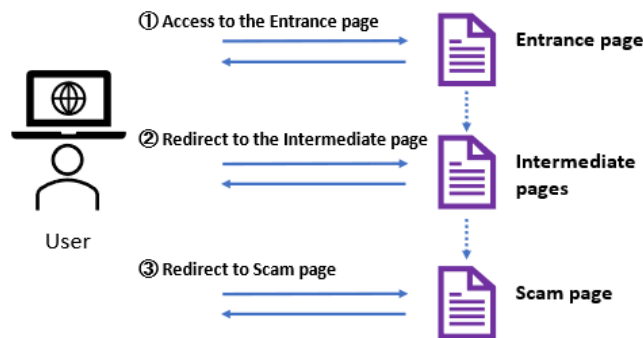 ① Access to the Entrance page
Entrance page
② Redirect to the Intermediate page
Intermediate
pages
User
③ Redirect to Scam page
Scam page